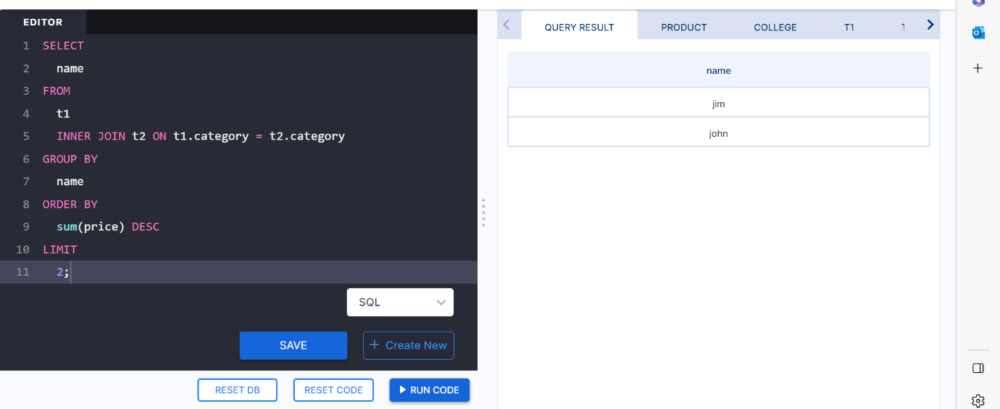 EDITOR
1 SELECT
2 name
3 FROM
4 t1
5 INNER JOIN t2 ON t1.category = t2.category
6 GROUP BY
7 name
8 ORDER BY
9 sum(price) DESC
10 LIMIT
11 2;
SQL
SAVE
+ Create New
RESET DB
RESET CODE
RUN CODE
QUERY RESULT PRODUCT COLLEGE T1
name
jim
john